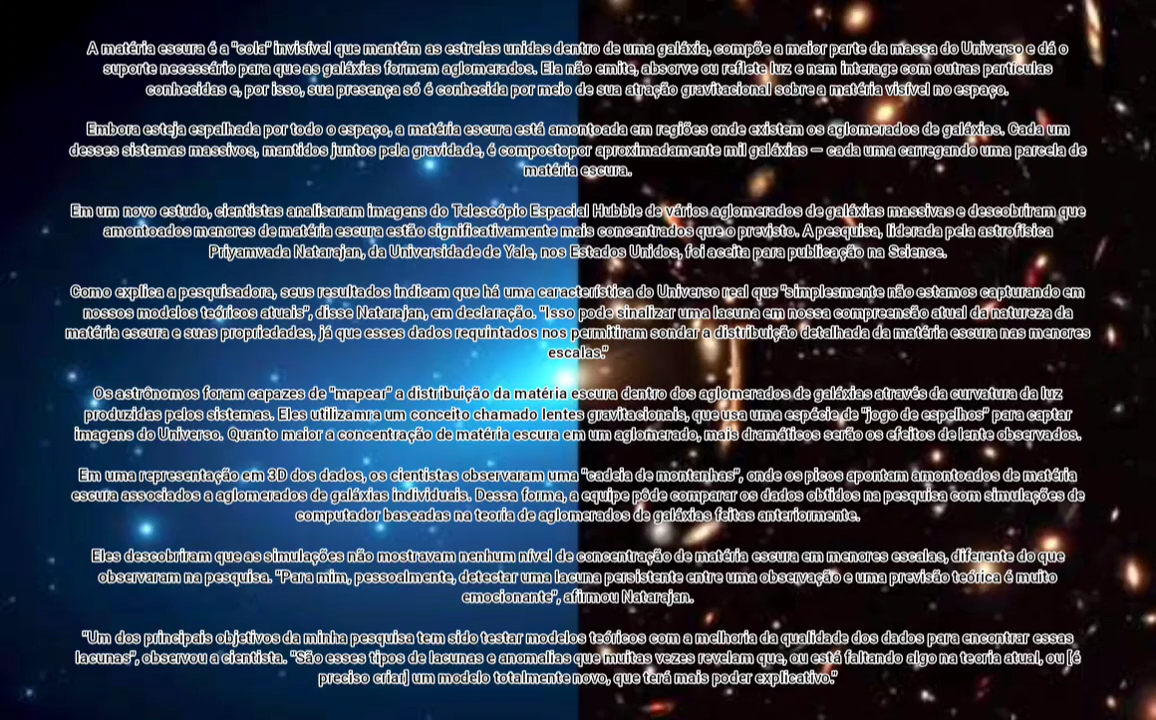 A matéria escura é a "cola" invisível que mantém as estrelas unidas dentro de uma galáxia, compõe a maior parte da massa do Universo e dá o
suporte necessário para que as galáxias formem aglomerados. Ela não emite, absorve ou reflete luz e nem interage com outras partículas
conhecidas e, por isso, sua presença só é conhecida por meio de sua atração gravitacional sobre a matéria visível no espaço.
Embora esteja espalhada por todo o espaço, a matéria escura está amontoada em regiões onde existem os aglomerados de galáxias. Cada um
desses sistemas massivos, mantidos juntos pela gravidade, é compostopor aproximadamente mil galáxias — cada uma carregando uma parcela de
matéria escura.
Em um novo estudo, cientistas analisaram imagens do Telescópio Espacial Hubble de vários aglomerados de galáxias massivas e descobriram que
amontoados menores de matéria escura estão significativamente mais concentrados que o previsto. A pesquisa, liderada pela astrofísica
Priyamvada Natarajan, da Universidade de Yale, nos Estados Unidos, foi aceita para publicação na Science.
Como explica a pesquisadora, seus resultados indicam que há uma característica do Universo real que "simplesmente não estamos capturando em
nossos modelos teóricos atuais", disse Natarajan, em declaração. "Isso pode sinalizar uma lacuna em nossa compreensão atual da natureza da
matéria escura e suas propriedades, já que esses dados requintados nos permitiram sondar a distribuição detalhada da matéria escura nas menores
escalas."
Os astrônomos foram capazes de "mapear" a distribuição da matéria escura dentro dos aglomerados de galáxias através da curvatura da luz
produzidas pelos sistemas. Eles utilizamra um conceito chamado lentes gravitacionais, que usa uma espécie de "jogo de espelhos" para captar
imagens do Universo. Quanto maior a concentração de matéria escura em um aglomerado, mais dramáticos serão os efeitos de lente observados.
Em uma representação em 3D dos dados, os cientistas observaram uma "cadeia de montanhas", onde os picos apontam amontoados de matéria
escura associados a aglomerados de galáxias individuais. Dessa forma, a equipe pôde comparar os dados obtidos na pesquisa com simulações de
computador baseadas na teoria de aglomerados de galáxias feitas anteriormente.
Eles descobriram que as simulações não mostravam nenhum nível de concentração de matéria escura em menores escalas, diferente do que
observaram na pesquisa. "Para mim, pessoalmente, detectar uma lacuna persistente entre uma observação e uma previsão teórica é muito
emocionante", afirmou Natarajan.
"Um dos principais objetivos da minha pesquisa tem sido testar modelos teóricos com a melhoria da qualidade dos dados para encontrar essas
lacunas", observou a cientista. "São esses tipos de lacunas e anomalias que muitas vezes revelam que, ou está faltando algo na teoria atual, ou [é
preciso criar] um modelo totalmente novo, que terá mais poder explicativo."